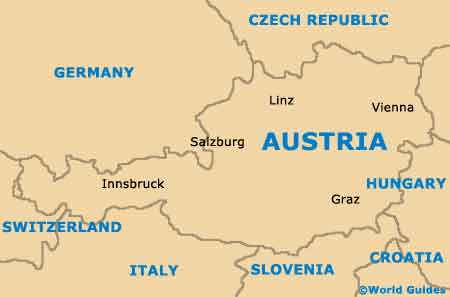 CZECH REPUBLIC
GERMANY
Linz
Vienna
Salzburg
AUSTRIA
Innsbruck
HUNGARY
Graz
SWITZERLAND
CROATIA
ITALY
SLOVENIA
©World Guides